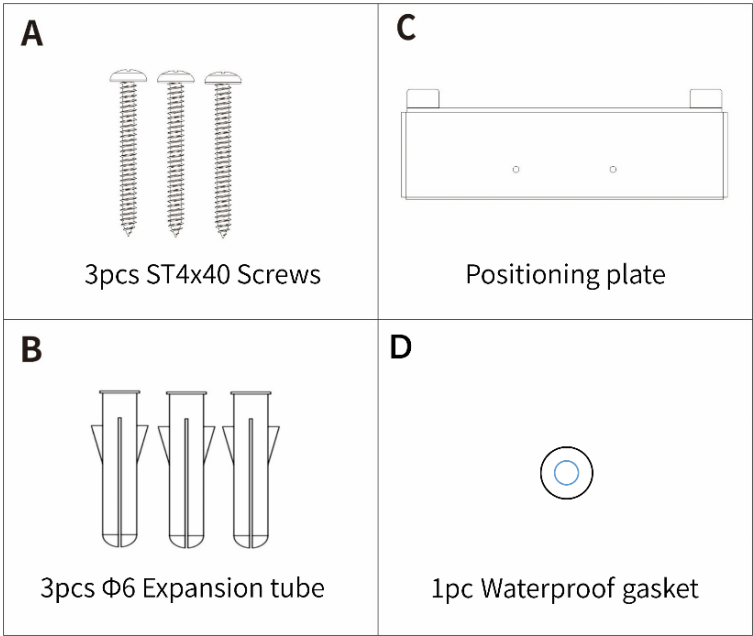 A
3pcs ST4x40 Screws
C
Positioning plate
B
3pcs Φ6 Expansion tube
D
1pc Waterproof gasket